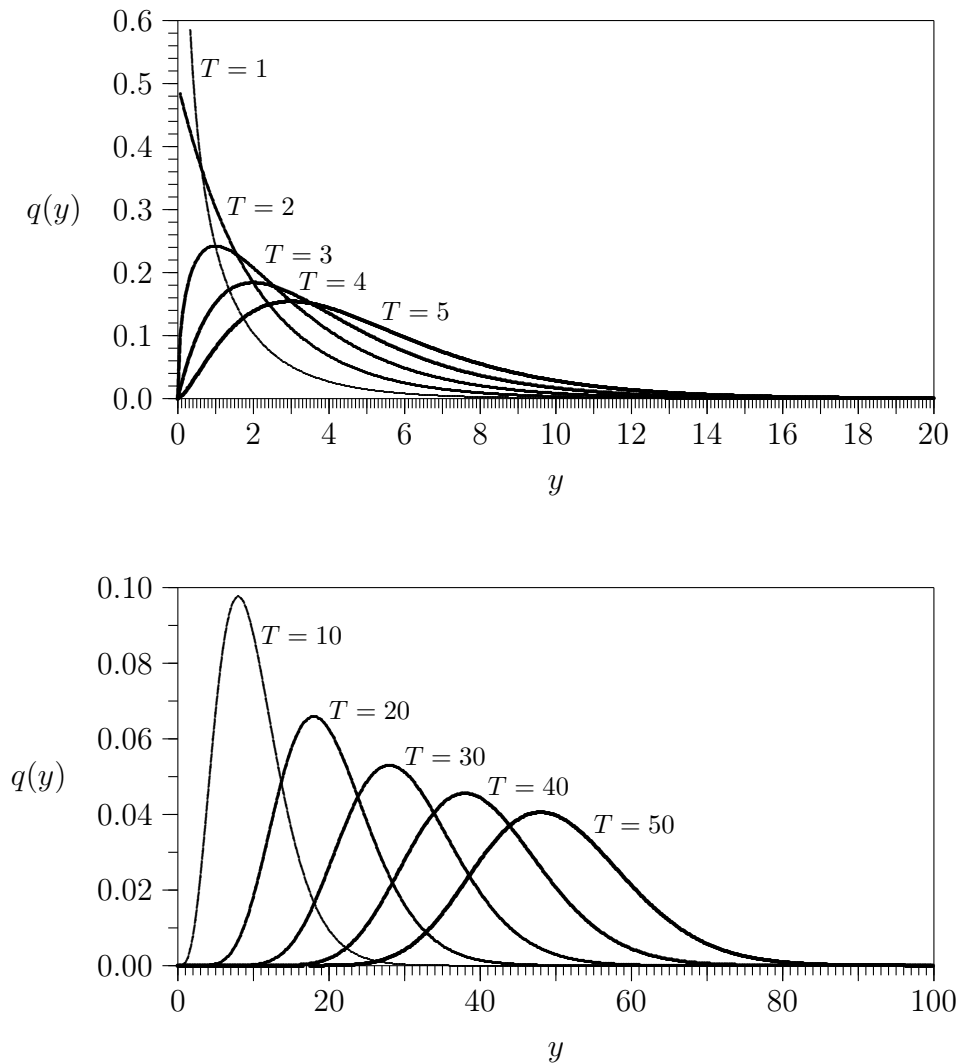 0.6
T = 1
0.5
0.4
0.3
q(y)
T = 2
T = 3
0.2
T = 4
T = 5
0.1
0.0
0 2 4 6 8 10 12 14 16 18 20
y
0.10
T = 10
0.08
T = 20
0.06
T = 30
q(y)
T = 40
0.04
T = 50
0.02
0.00
0 20 40 60 80 100
y